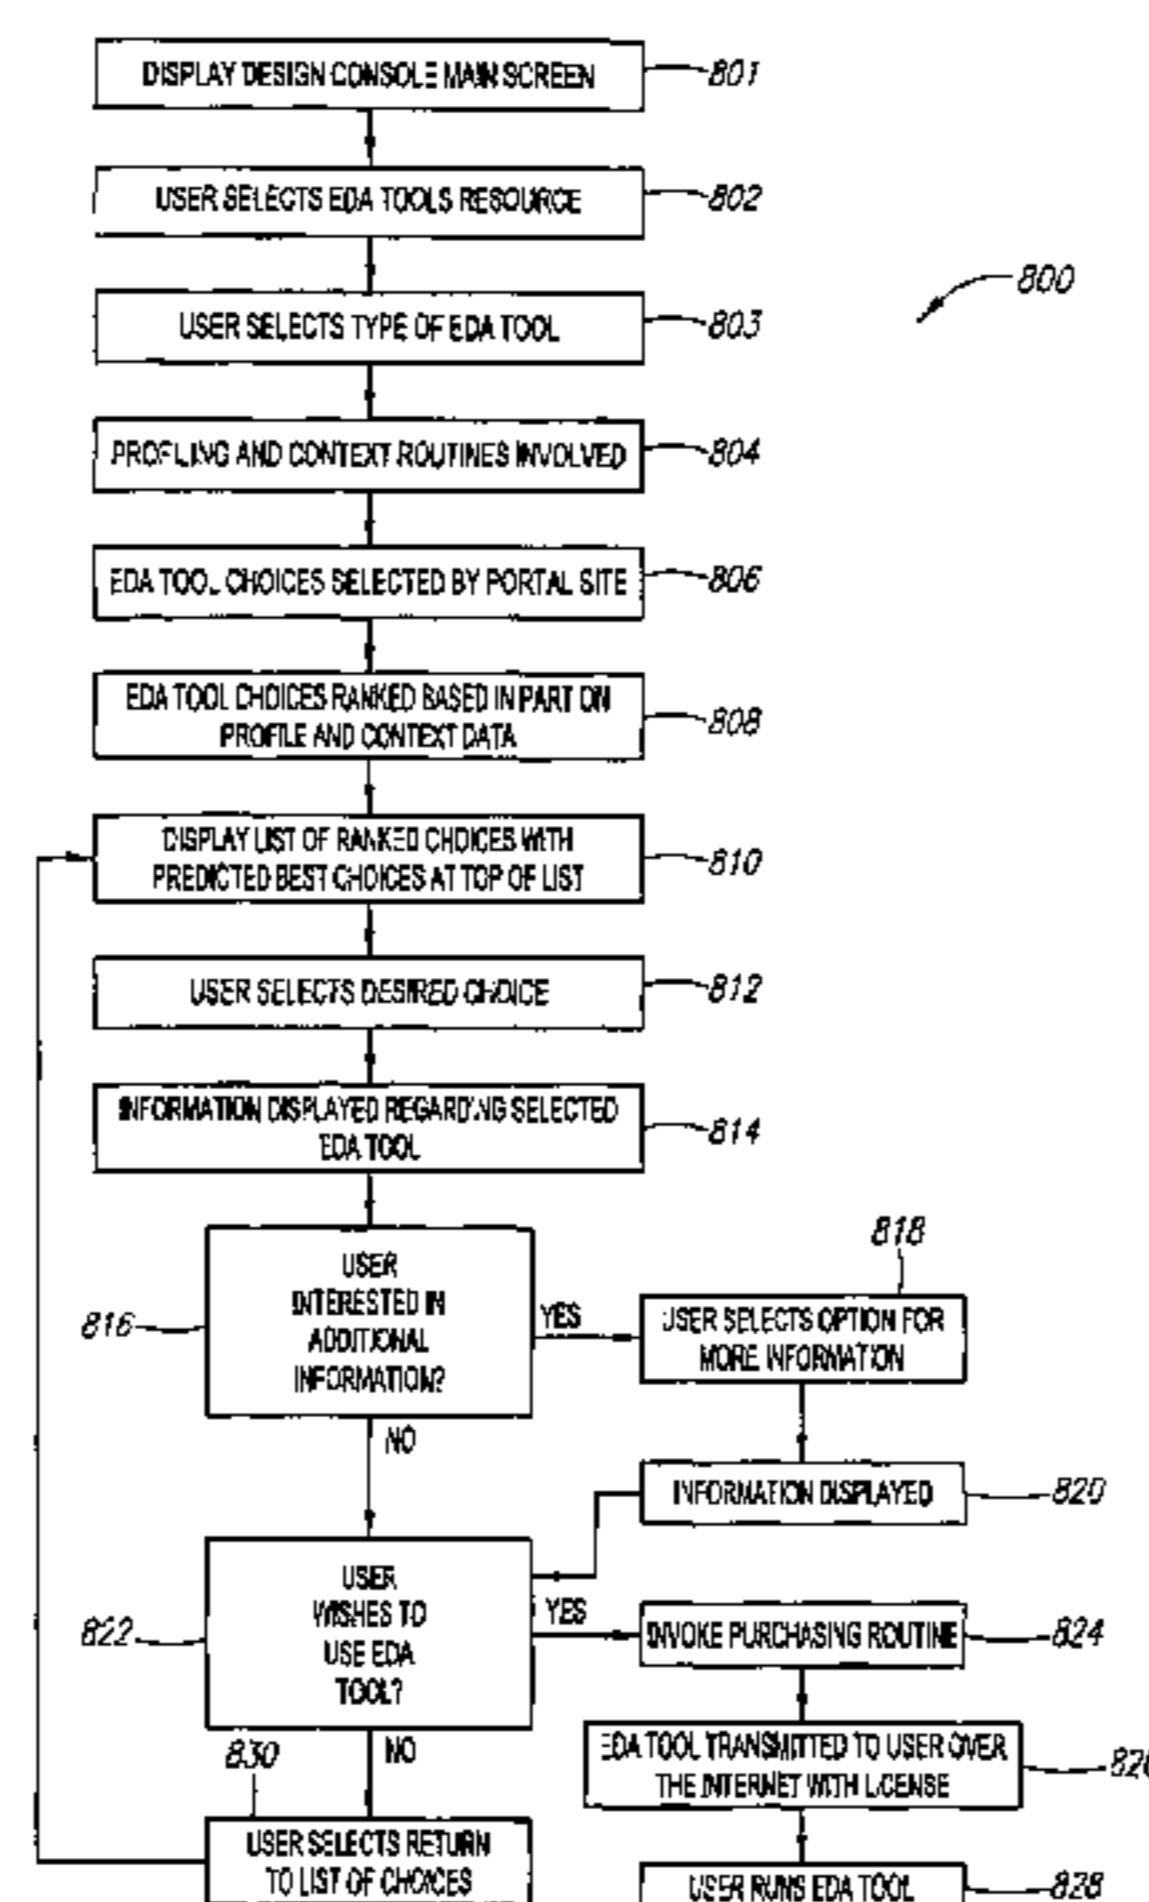 DISPLAY DESIGN CONSOLE MAIN SCREEN
801
USER SELECTS EDA TOOLS RESOURCE
802
800
USER SELECTS TYPE OF EDA TOOL
803
PROFILING AND CONTEXT ROUTINES INVOLVED
804
EDA TOOL CHOICES SELECTED BY PORTAL SITE
806
EDA TOOL CHOICES RANKED BASED IN PART ON
PROFILE AND CONTEXT DATA
808
DISPLAY LIST OF RANKED CHOICES WITH
PREDICTED BEST CHOICES AT TOP OF LIST
810
USER SELECTS DESIRED CHOICE
812
INFORMATION DISPLAYED REGARDING SELECTED
EDA TOOL
814
816
USER
INTERESTED IN
ADDITIONAL
INFORMATION?
YES
NO
818
USER SELECTS OPTION FOR
MORE INFORMATION
INFORMATION DISPLAYED
820
822
USER
WISHES TO
USE EDA
TOOL?
YES
NO
INVOKE PURCHASING ROUTINE
824
EDA TOOL TRANSMITTED TO USER OVER
THE INTERNET WITH LICENSE
826
830
USER SELECTS RETURN
TO LIST OF CHOICES
USER RUNS EDA TOOL
828